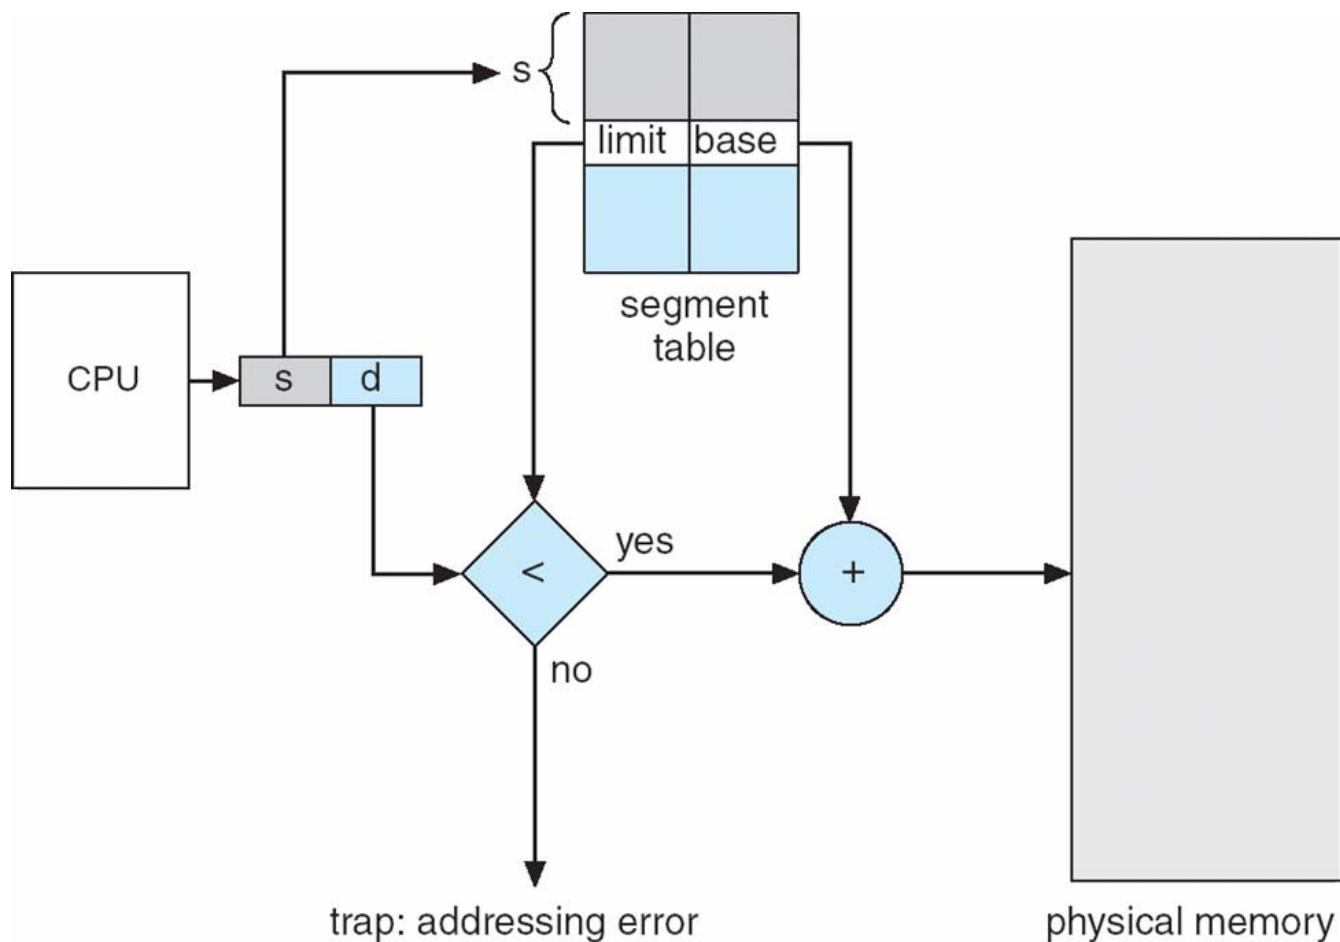 s
limit base
segment
table
CPU
s d
yes
< +
no
trap: addressing error
physical memory